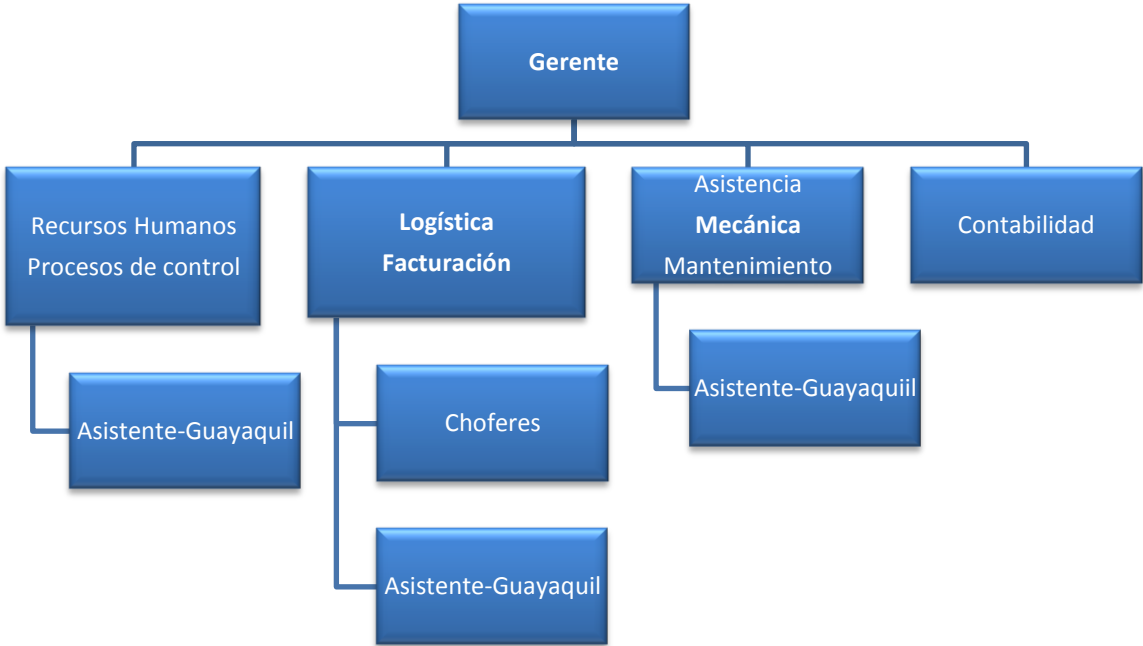 Gerente
Recursos Humanos
Procesos de control
Logística
Facturación
Asistencia
Mecánica
Mantenimiento
Contabilidad
Asistente-Guayaquil
Choferes
Asistente-Guayaquil
Asistente-Guayaquiil